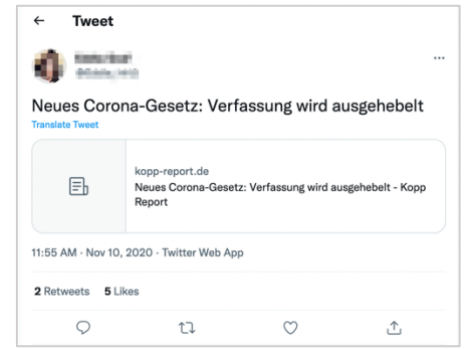 Tweet
Neues Corona-Gesetz: Verfassung wird ausgehebelt
Translate Tweet
kopp-report.de
Neues Corona-Gesetz: Verfassung wird ausgehebelt - Kopp
Report
11:55 AM · Nov 10, 2020 · Twitter Web App
2 Retweets 5 Likes